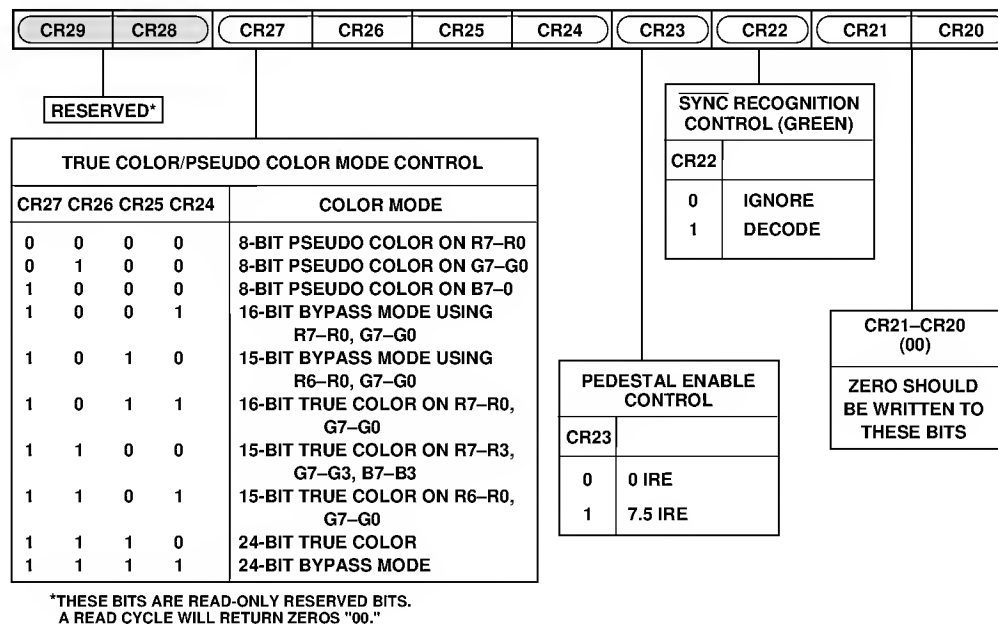 CR29 CR28 CR27 CR26 CR25 CR24 CR23 CR22 CR21 CR20
RESERVED*
TRUE COLOR/PSEUDO COLOR MODE CONTROL
CR27 CR26 CR25 CR24 COLOR MODE
0 0 0 0 8-BIT PSEUDO COLOR ON R7–R0
0 1 0 0 8-BIT PSEUDO COLOR ON G7–G0
1 0 0 0 8-BIT PSEUDO COLOR ON B7–0
1 0 0 1 16-BIT BYPASS MODE USING
R7–R0, G7–G0
1 0 1 0 15-BIT BYPASS MODE USING
R6–R0, G7–G0
1 0 1 1 16-BIT TRUE COLOR ON R7–R0,
G7–G0
1 1 0 0 15-BIT TRUE COLOR ON R7–R3,
G7–G3, B7–B3
1 1 0 1 15-BIT TRUE COLOR ON R6–R0,
G7–G0
1 1 1 0 24-BIT TRUE COLOR
1 1 1 1 24-BIT BYPASS MODE
*THESE BITS ARE READ-ONLY RESERVED BITS.
A READ CYCLE WILL RETURN ZEROS "00."
PEDESTAL ENABLE
CONTROL
CR23
0 0 IRE
1 7.5 IRE
SYNC RECOGNITION
CONTROL (GREEN)
CR22
0 IGNORE
1 DECODE
CR21–CR20
(00)
ZERO SHOULD
BE WRITTEN TO
THESE BITS